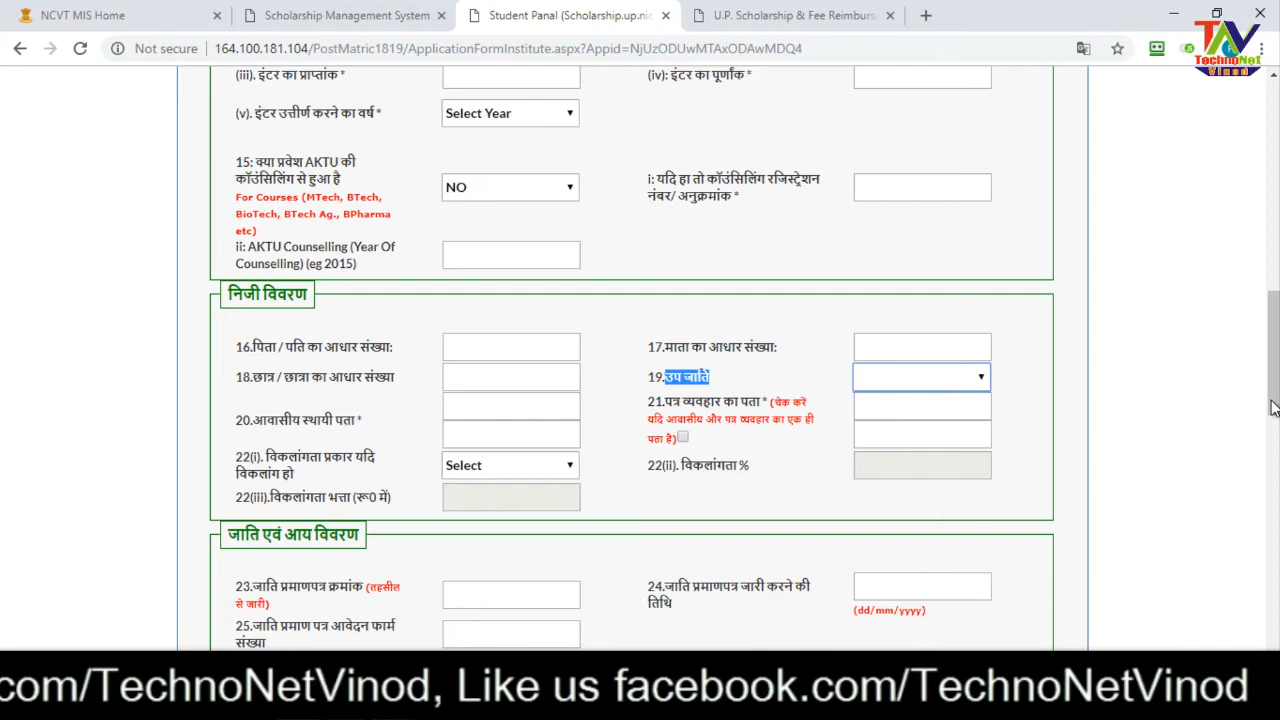 NCVT MIS Home
Scholarship Management System
Student Panal (Scholarship.up.nic
U.P. Scholarship & Fee Reimburse
Not secure
164.100.181.104/PostMatric1819/ApplicationFormInstitute.aspx?Appid=NjUzODUwMTAxODAwMDQ4
TechnoNet
Vinod
(iii). इंटर का प्राप्तांक *
(iv): इंटर का पूर्णांक *
(v). इंटर उत्तीर्ण करने का वर्ष *
Select Year
15: क्या प्रवेश AKTU की
कॉउंसिलिंग से हुआ है
For Courses (MTech, BTech,
BioTech, BTech Ag., BPharma
etc)
NO
i: यदि हा तो कॉउंसिलिंग रजिस्ट्रेशन
नंबर/ अनुक्रमांक *
ii: AKTU Counselling (Year Of
Counselling) (eg 2015)
निजी विवरण
16.पिता / पति का आधार संख्या:
17.माता का आधार संख्या:
18.छात्र / छात्रा का आधार संख्या
19.उप जाति
20.आवासीय स्थायी पता *
21.पत्र व्यवहार का पता * (चेक करें
यदि आवासीय और पत्र व्यवहार का एक ही
पता है)
22(i). विकलांगता प्रकार यदि
विकलांग हो
Select
22(ii). विकलांगता %
22(iii).विकलांगता भत्ता (रू0 में)
जाति एवं आय विवरण
23.जाति प्रमाणपत्र क्रमांक (तहसील
से जारी)
24.जाति प्रमाणपत्र जारी करने की
तिथि
(dd/mm/yyyy)
25.जाति प्रमाण पत्र आवेदन फार्म
संख्या
com/TechnoNetVinod, Like us facebook.com/TechnoNetVinod